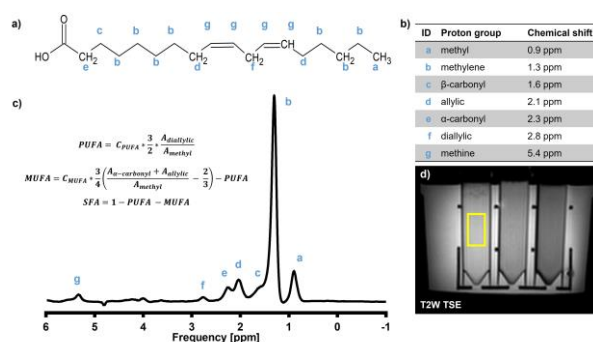 a)
g g g g
c b b b b b
HO O CH₂ CH₂ CH₂ CH₃
e b b d f d b a
b)
ID Proton group Chemical shift
a methyl 0.9 ppm
b methylene 1.3 ppm
c β-carbonyl 1.6 ppm
d allylic 2.1 ppm
e α-carbonyl 2.3 ppm
f diallylic 2.8 ppm
g methine 5.4 ppm
c)
PUFA = C_PUFA * 3/2 * A_diallylic/A_methyl
MUFA = C_MUFA * 3/4 (A_α−carbonyl + A_allylic/A_methyl − 2/3) − PUFA
SFA = 1 − PUFA − MUFA
g f e d c b a
6 5 4 3 2 1 0 -1
Frequency [ppm]
d)
T2W TSE